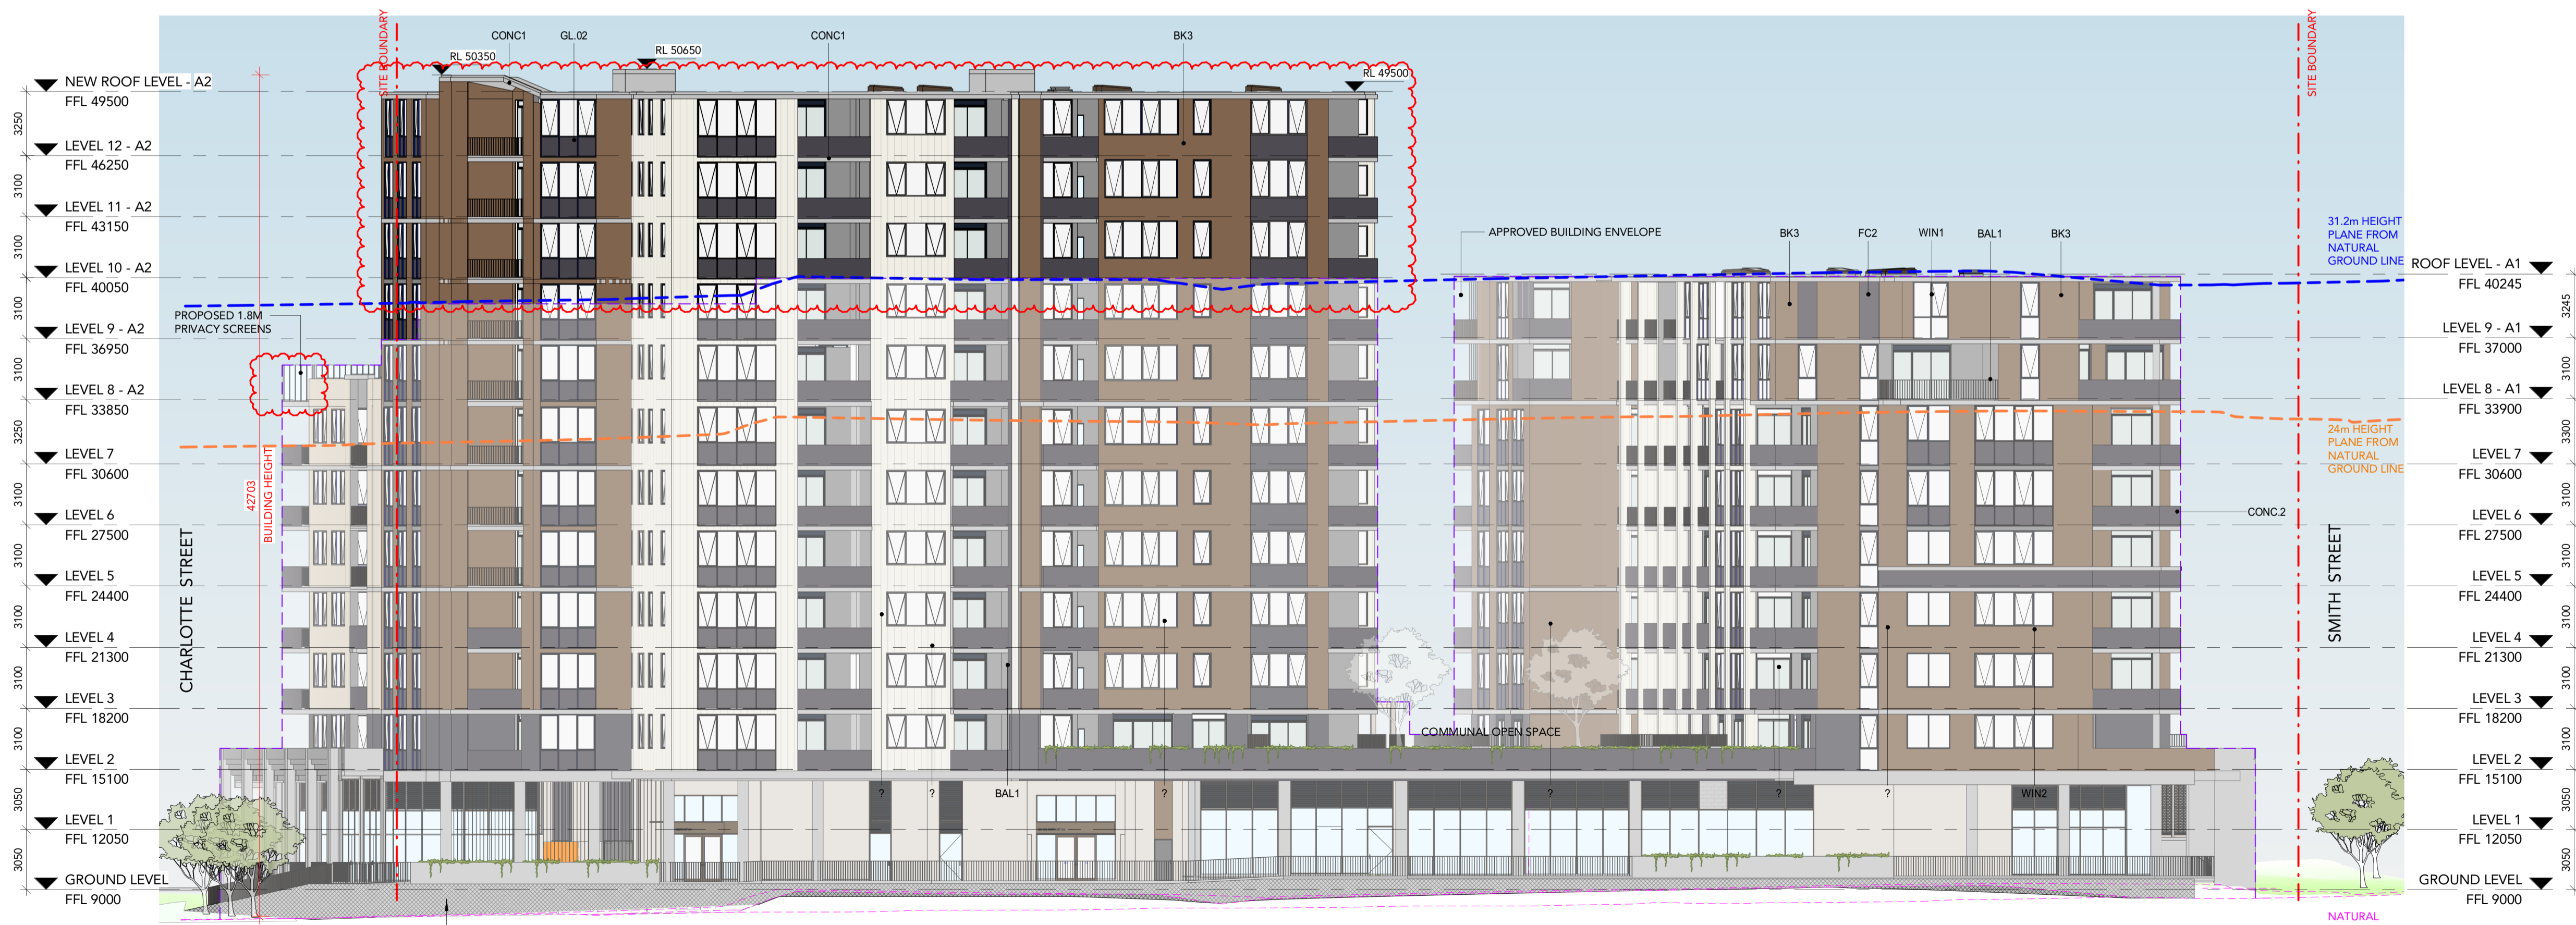 SITE BOUNDARY
CONC1
GL.02
CONC1
BK3
SITE BOUNDARY
RL 50350
RL 50650
RL 49500
NEW ROOF LEVEL - A2
FFL 49500
3250
LEVEL 12 - A2
FFL 46250
3100
LEVEL 11 - A2
FFL 43150
3100
LEVEL 10 - A2
FFL 40050
3100
LEVEL 9 - A2
FFL 36950
3100
LEVEL 8 - A2
FFL 33850
3250
LEVEL 7
FFL 30600
3100
LEVEL 6
FFL 27500
3100
LEVEL 5
FFL 24400
3100
LEVEL 4
FFL 21300
3100
LEVEL 3
FFL 18200
3100
LEVEL 2
FFL 15100
3050
LEVEL 1
FFL 12050
3050
GROUND LEVEL
FFL 9000
PROPOSED 1.8M
PRIVACY SCREENS
42703
BUILDING HEIGHT
CHARLOTTE STREET
APPROVED BUILDING ENVELOPE
BK3
FC2
WIN1
BAL1
BK3
COMMUNAL OPEN SPACE
?
?
BAL1
?
?
?
?
WIN2
CONC.2
31.2m HEIGHT
PLANE FROM
NATURAL
GROUND LINE
24m HEIGHT
PLANE FROM
NATURAL
GROUND LINE
SMITH STREET
ROOF LEVEL - A1
FFL 40245
3245
LEVEL 9 - A1
FFL 37000
3100
LEVEL 8 - A1
FFL 33900
3300
LEVEL 7
FFL 30600
3100
LEVEL 6
FFL 27500
3100
LEVEL 5
FFL 24400
3100
LEVEL 4
FFL 21300
3100
LEVEL 3
FFL 18200
3100
LEVEL 2
FFL 15100
3050
LEVEL 1
FFL 12050
3050
GROUND LEVEL
FFL 9000
NATURAL